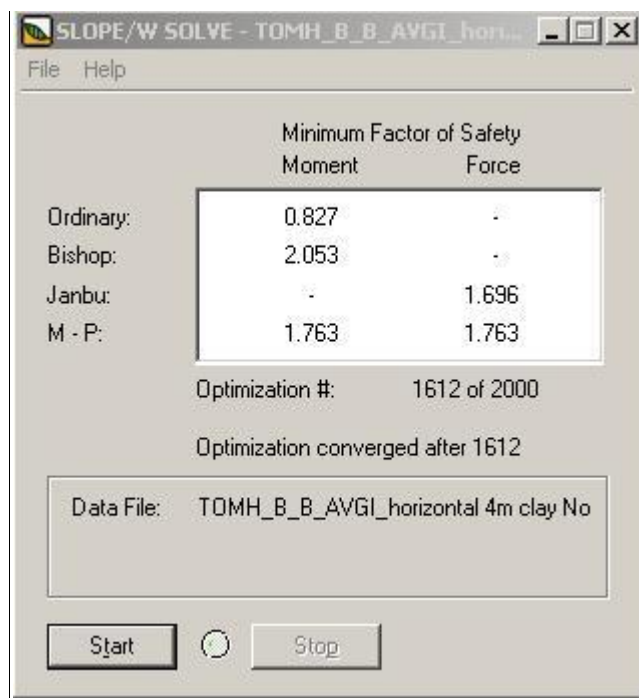 SLOPE/W SOLVE - TOMH_B_B_AVGI_hori...
File Help
Minimum Factor of Safety
Moment Force
Ordinary: 0.827 -
Bishop: 2.053 -
Janbu: - 1.696
M - P: 1.763 1.763
Optimization #: 1612 of 2000
Optimization converged after 1612
Data File: TOMH_B_B_AVGI_horizontal 4m clay No
Start Stop